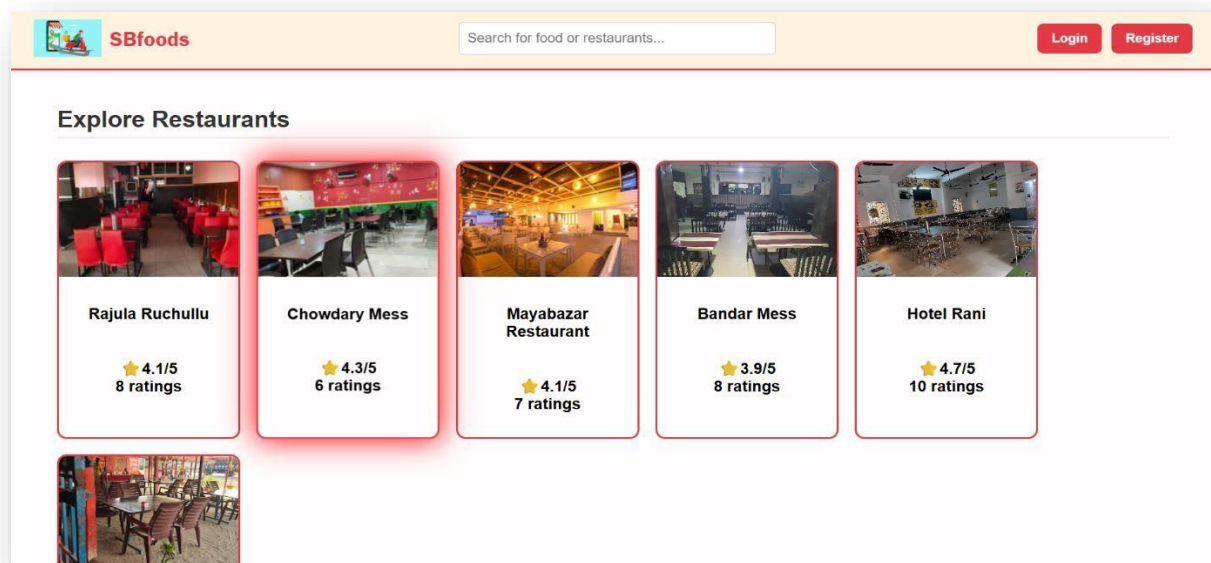 SBfoods
Search for food or restaurants...
Login
Register
Explore Restaurants
Rajula Ruchullu
4.1/5
8 ratings
Chowdary Mess
4.3/5
6 ratings
Mayabazar
Restaurant
4.1/5
7 ratings
Bandar Mess
3.9/5
8 ratings
Hotel Rani
4.7/5
10 ratings